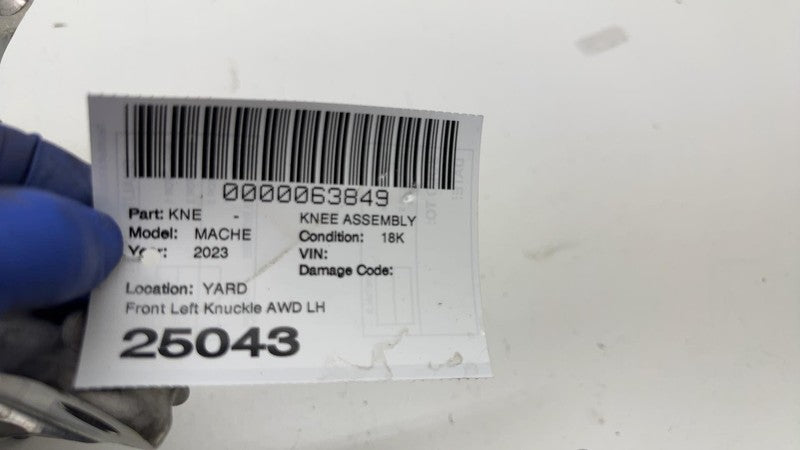 0000063849
Part: KNE - KNEE ASSEMBLY
Model: MACHE Condition: 18K
Year: 2023 VIN:
Damage Code:
Location: YARD
Front Left Knuckle AWD LH
25043